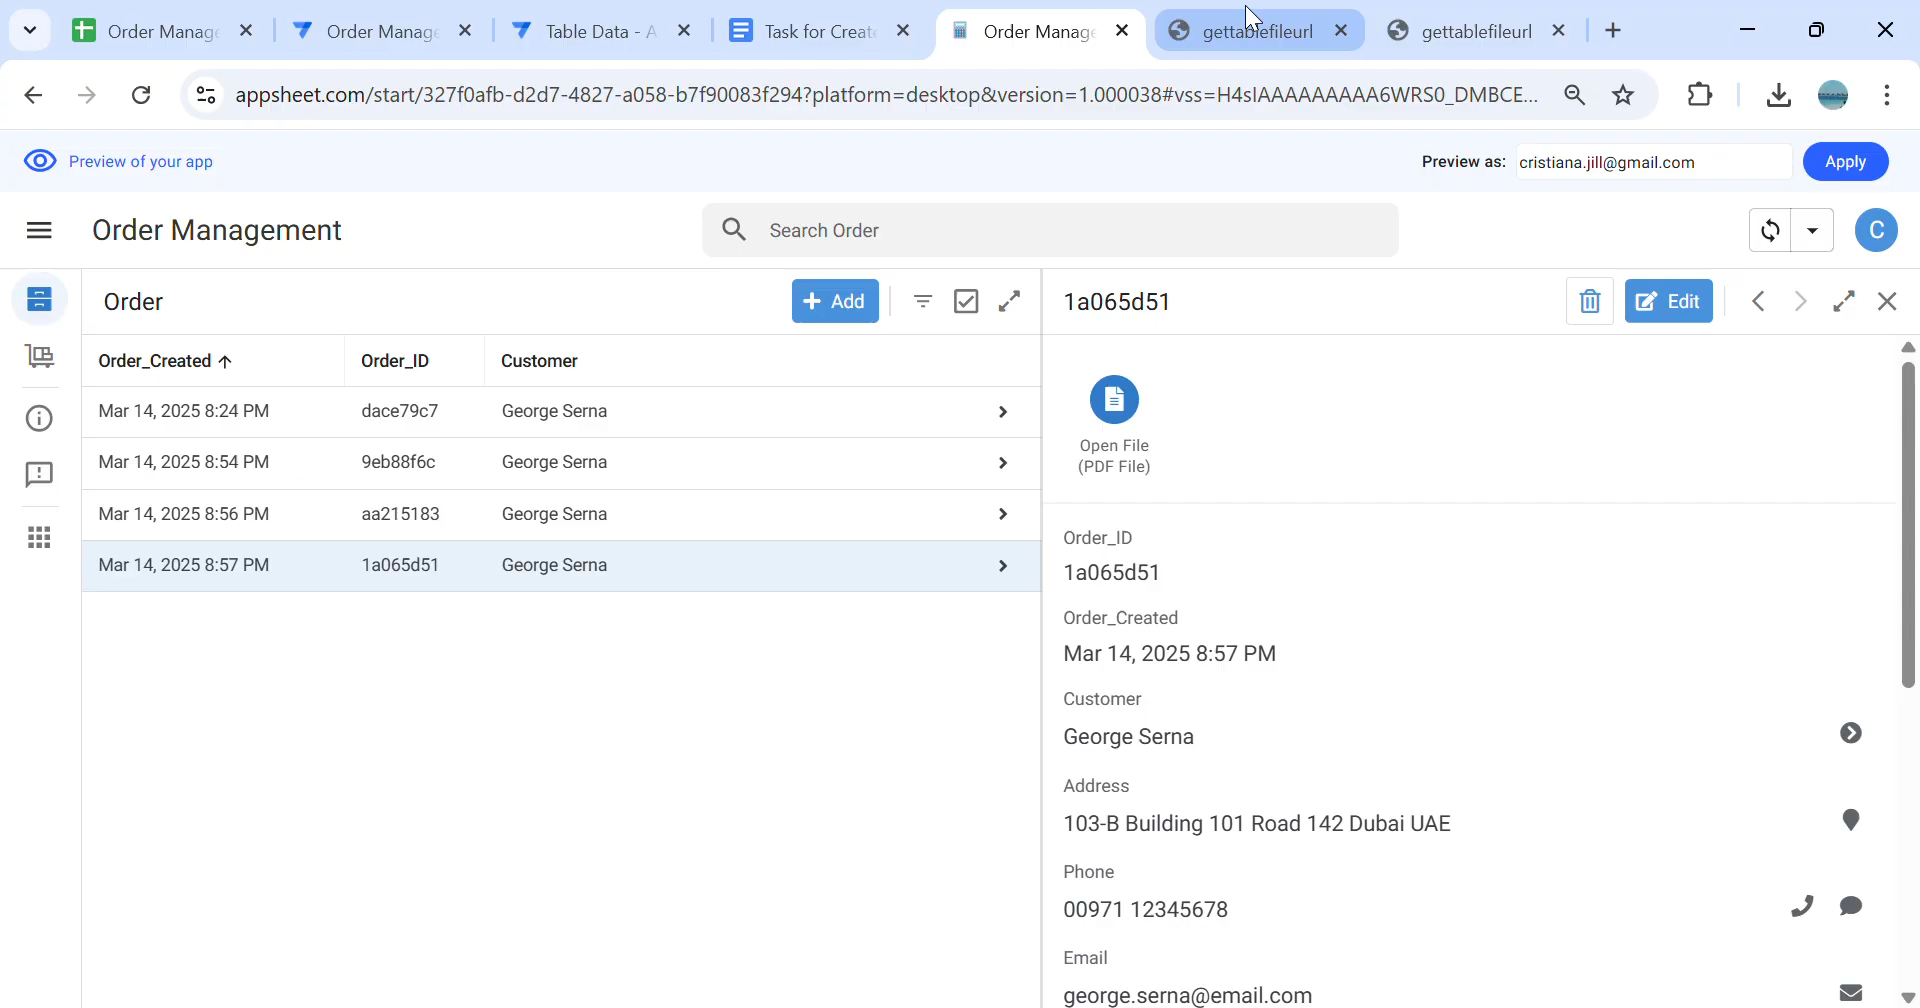 Order Manag
Order Manage
Table Data - A
Task for Creat
Order Manag
gettablefileurl
gettablefileurl
appsheet.com/start/327f0afb-d2d7-4827-a058-b7f90083f294?platform=desktop&version=1.000038#vss=H4sIAAAAAAAAA6WRS0_DMBCE...
Preview of your app
Preview as: cristiana.jill@gmail.com
Apply
Order Management
Search Order
C
Order
Add
1a065d51
Edit
Order_Created
Order_ID
Customer
Mar 14, 2025 8:24 PM
dace79c7
George Serna
Mar 14, 2025 8:54 PM
9eb88f6c
George Serna
Mar 14, 2025 8:56 PM
aa215183
George Serna
Mar 14, 2025 8:57 PM
1a065d51
George Serna
Open File
(PDF File)
Order_ID
1a065d51
Order_Created
Mar 14, 2025 8:57 PM
Customer
George Serna
Address
103-B Building 101 Road 142 Dubai UAE
Phone
00971 12345678
Email
george.serna@email.com